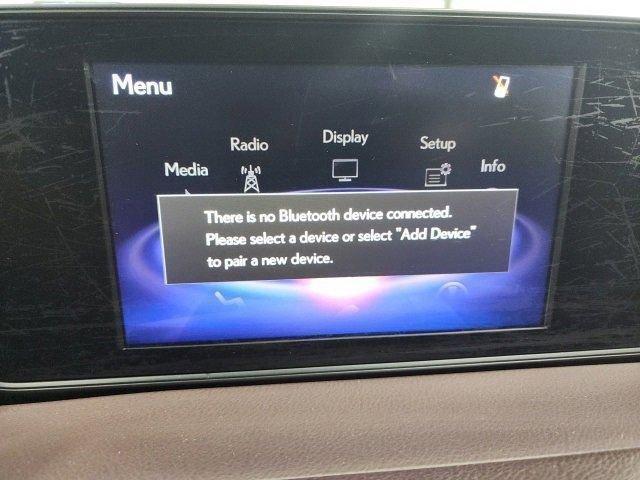 Menu
Display
Radio
Setup
Media
Info
There is no Bluetooth device connected.
Please select a device or select "Add Device"
to pair a new device.